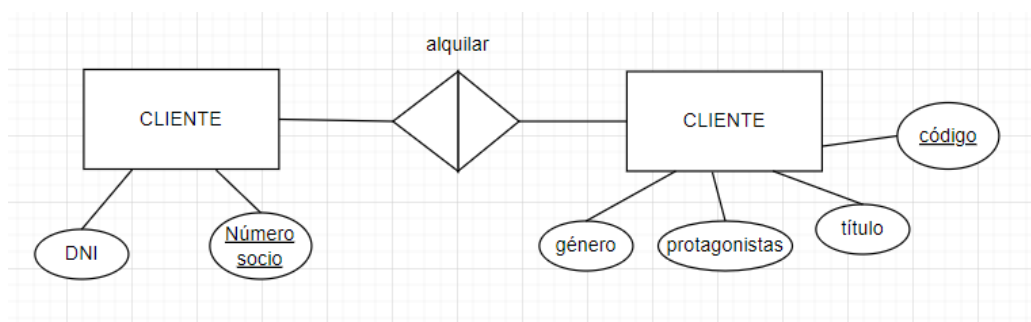 alquilar
CLIENTE
CLIENTE
código
DNI
Número
socio
género
protagonistas
título